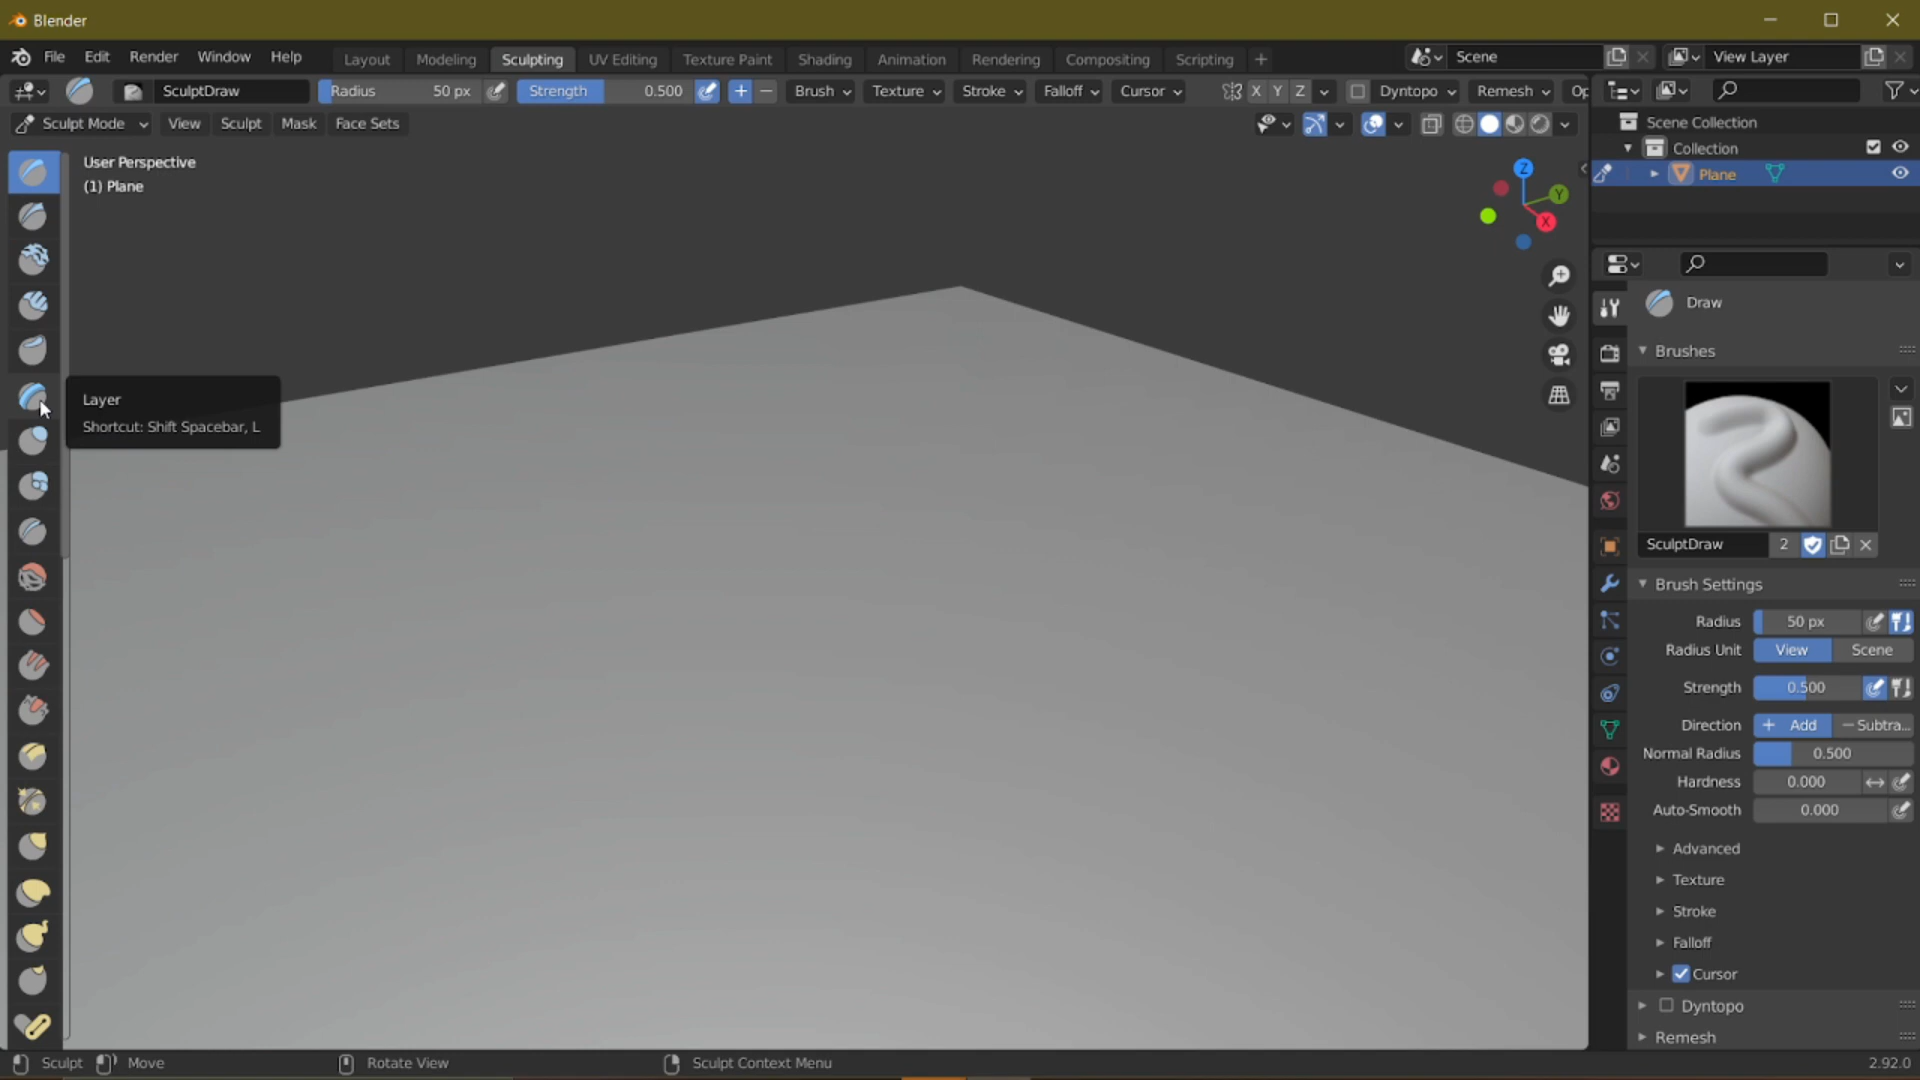 Blender
File Edit Render Window Help Layout Modeling Sculpting UV Editing Texture Paint Shading Animation Rendering Compositing Scripting + Scene View Layer
SculptDraw Radius 50 px Strength 0.500 Brush Texture Stroke Falloff Cursor X Y Z Dyntopo Remesh Op
Sculpt Mode View Sculpt Mask Face Sets
User Perspective
(1) Plane
Z
Y
X
Layer
Shortcut: Shift Spacebar, L
Scene Collection
Collection
Plane
Draw
Brushes
SculptDraw 2
Brush Settings
Radius 50 px
Radius Unit View Scene
Strength 0.500
Direction + Add − Subtra...
Normal Radius 0.500
Hardness 0.000
Auto-Smooth 0.000
Advanced
Texture
Stroke
Falloff
Cursor
Dyntopo
Remesh
Sculpt Move Rotate View Sculpt Context Menu 2.92.0